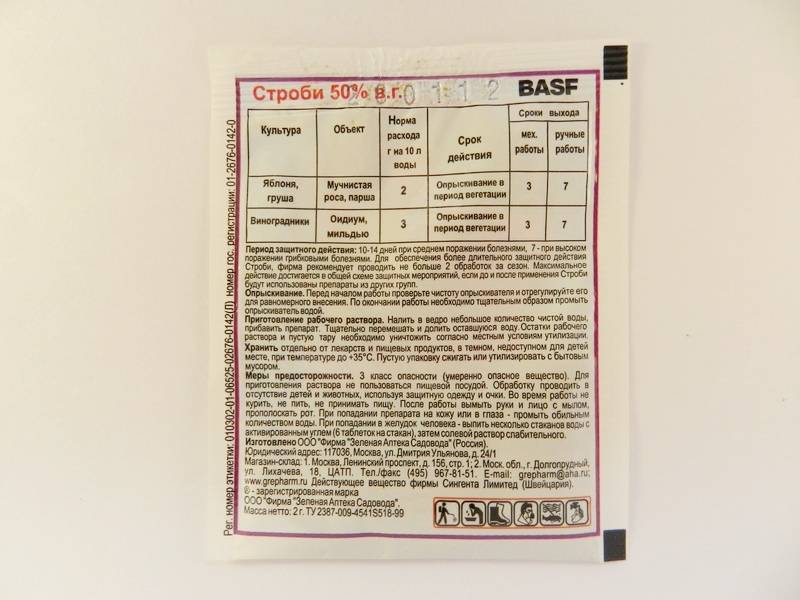 Строби 50% в.г.
200112
BASF
Культура
Объект
Норма
расхода
г на 10 л
воды
Срок
действия
Сроки выхода
мех.
работы
ручные
работы
Яблоня,
груша
Мучнистая
роса, парша
2
Опрыскивание в
период вегетации
3
7
Виноградники
Оидиум,
мильдью
3
Опрыскивание в
период вегетации
3
7
Период защитного действия: 10-14 дней при среднем поражении болезнями, 7 - при высоком
поражении грибковыми болезнями. Для обеспечения более длительного защитного действия
Строби, фирма рекомендует проводить не больше 2 обработок за сезон. Максимальное
действие достигается в общей схеме защитных мероприятий, если до и после применения Строби
будут использованы препараты из других групп.
Опрыскивание. Перед началом работы проверьте чистоту опрыскивателя и отрегулируйте его
для равномерного внесения. По окончании работы необходимо тщательным образом промыть
опрыскиватель водой.
Приготовление рабочего раствора. Налить в ведро небольшое количество чистой воды,
прибавить препарат. Тщательно перемешать и долить оставшуюся воду. Остатки рабочего
раствора и пустую тару необходимо уничтожить согласно местным условиям утилизации.
Хранить отдельно от лекарств и пищевых продуктов, в темном, недоступном для детей
месте, при температуре до +35°С. Пустую упаковку сжигать или утилизировать с бытовым
мусором.
Меры предосторожности. 3 класс опасности (умеренно опасное вещество). Для
приготовления раствора не пользоваться пищевой посудой. Обработку проводить в
отсутствие детей и животных, используя защитную одежду и очки. Во время работы не
курить, не пить, не принимать пищу. После работы вымыть руки и лицо с мылом,
прополоскать рот. При попадании препарата на кожу или в глаза - промыть обильным
количеством воды. При попадании в желудок человека - выпить несколько стаканов воды с
активированным углем (6 таблеток на стакан), затем солевой раствор слабительного.
Изготовлено ООО "Фирма "Зеленая Аптека Садовода" (Россия).
Юридический адрес: 117036, Москва, ул. Дмитрия Ульянова, д. 24/1
Магазин-склад: 1. Москва, Ленинский проспект, д. 156, стр. 1; 2. Моск. обл., г. Долгопрудный,
ул. Лихачева, 18, ЦАТП. Тел./факс (495) 967-81-51. E-mail: grepharm@aha.ru;
www.grepharm.ru Действующее вещество фирмы Сингента Лимитед (Швейцария).
® - зарегистрированная марка
ООО "Фирма "Зеленая Аптека Садовода".
Масса нетто: 2 г. ТУ 2387-009-4541S518-99
Рег. номер этикетки: 010302-01-06525-02676-0142(Л) номер гос. регистрации: 01-2676-0142-0